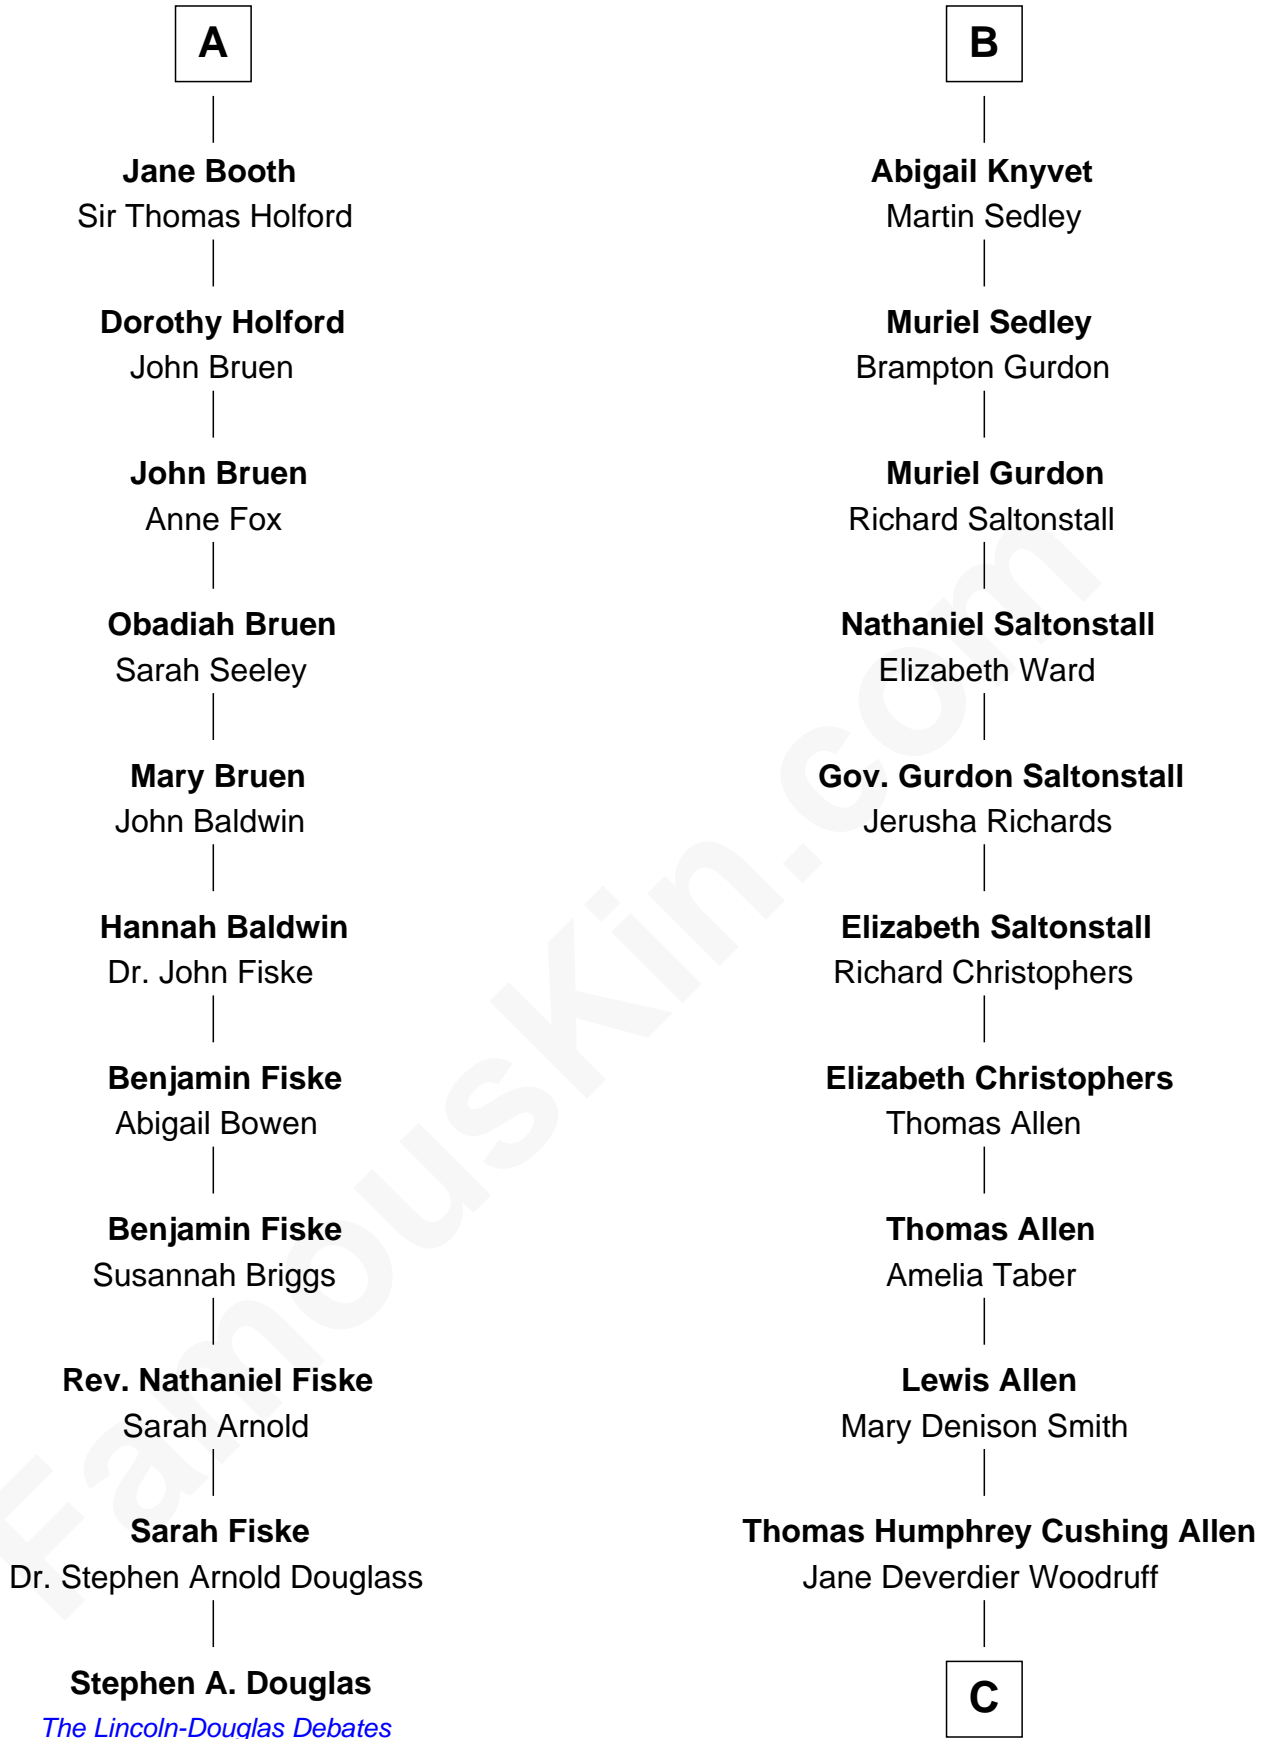 A
Jane Booth
Sir Thomas Holford
Dorothy Holford
John Bruen
John Bruen
Anne Fox
Obadiah Bruen
Sarah Seeley
Mary Bruen
John Baldwin
Hannah Baldwin
Dr. John Fiske
Benjamin Fiske
Abigail Bowen
Benjamin Fiske
Susannah Briggs
Rev. Nathaniel Fiske
Sarah Arnold
Sarah Fiske
Dr. Stephen Arnold Douglass
Stephen A. Douglas
The Lincoln-Douglas Debates
B
Abigail Knyvet
Martin Sedley
Muriel Sedley
Brampton Gurdon
Muriel Gurdon
Richard Saltonstall
Nathaniel Saltonstall
Elizabeth Ward
Gov. Gurdon Saltonstall
Jerusha Richards
Elizabeth Saltonstall
Richard Christophers
Elizabeth Christophers
Thomas Allen
Thomas Allen
Amelia Taber
Lewis Allen
Mary Denison Smith
Thomas Humphrey Cushing Allen
Jane Deverdier Woodruff
C
FamousKin.com